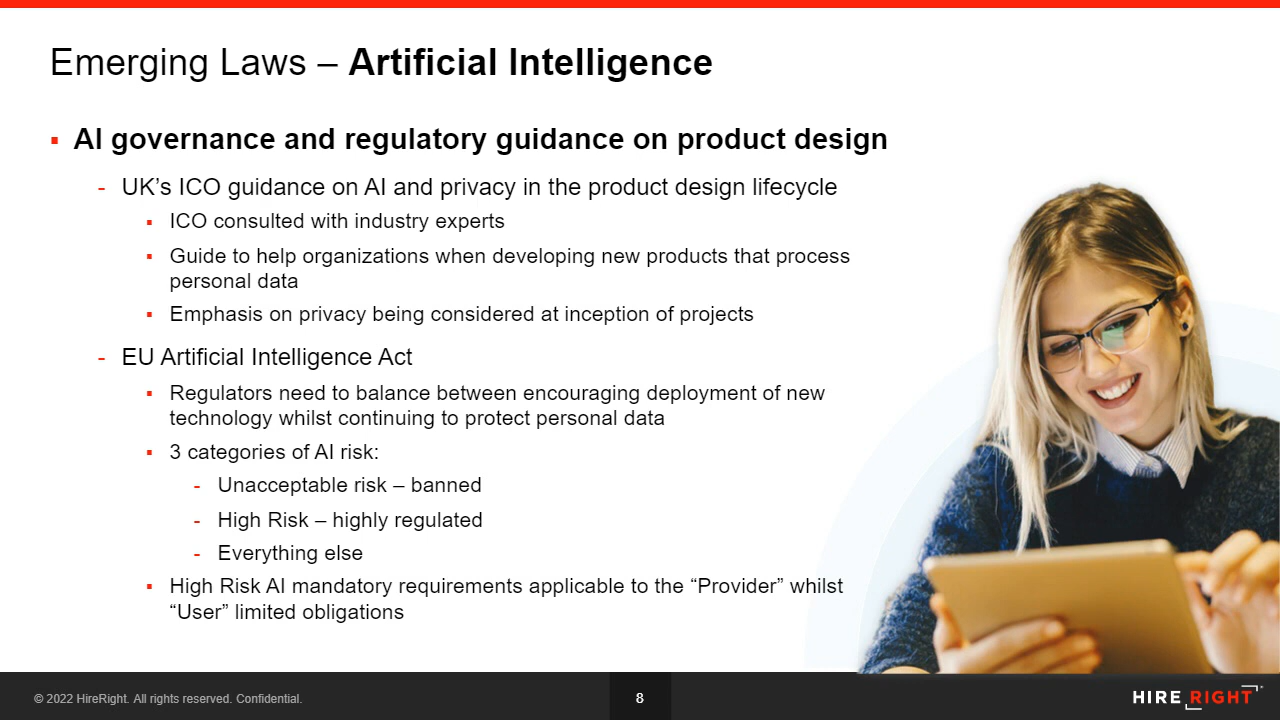 Emerging Laws – Artificial Intelligence
▪ AI governance and regulatory guidance on product design
- UK's ICO guidance on AI and privacy in the product design lifecycle
▪ ICO consulted with industry experts
▪ Guide to help organizations when developing new products that process
personal data
▪ Emphasis on privacy being considered at inception of projects
- EU Artificial Intelligence Act
▪ Regulators need to balance between encouraging deployment of new
technology whilst continuing to protect personal data
▪ 3 categories of AI risk:
- Unacceptable risk – banned
- High Risk – highly regulated
- Everything else
▪ High Risk AI mandatory requirements applicable to the “Provider” whilst
“User” limited obligations
© 2022 HireRight. All rights reserved. Confidential.
8
HIRE RIGHT